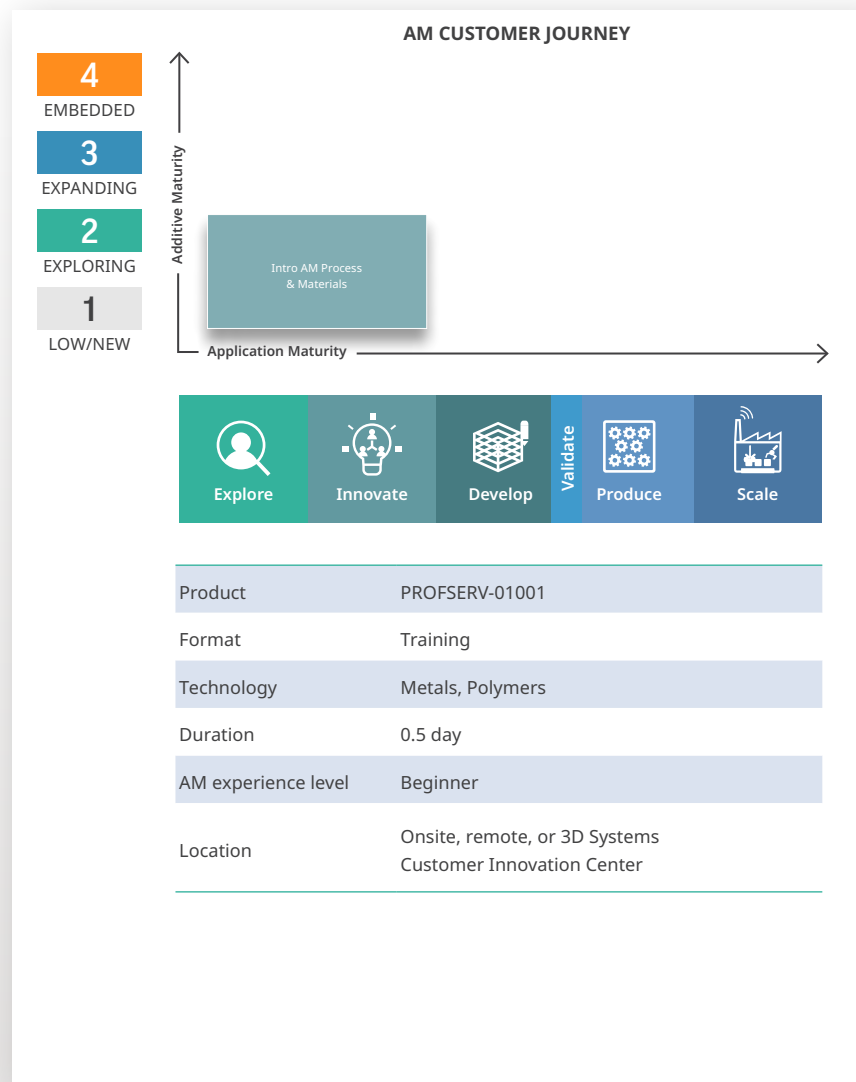 AM CUSTOMER JOURNEY
4
EMBEDDED
3
EXPANDING
2
EXPLORING
1
LOW/NEW
Additive Maturity
Intro AM Process
& Materials
Application Maturity
Explore
Innovate
Develop
Validate
Produce
Scale
Product PROFSERV-01001
Format Training
Technology Metals, Polymers
Duration 0.5 day
AM experience level Beginner
Location Onsite, remote, or 3D Systems
Customer Innovation Center